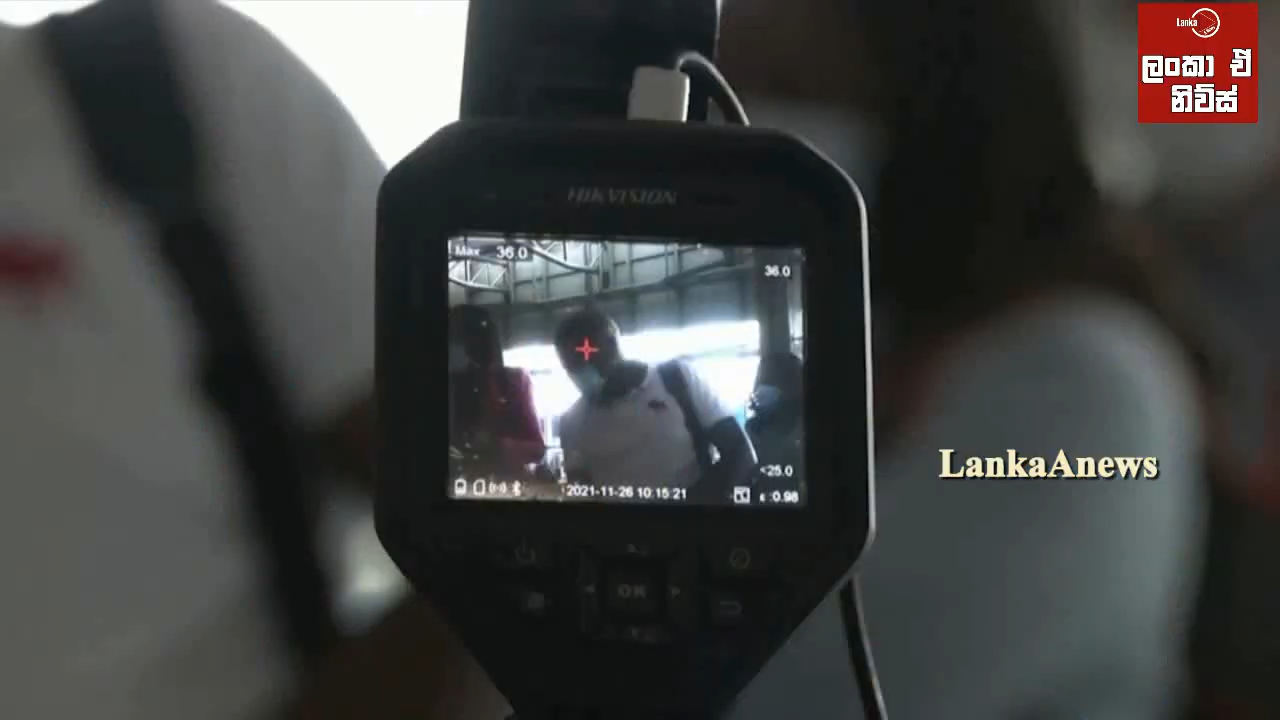 Lanka
ලංකා ඒ
නිව්ස්
HIKVISION
Max 36.0
36.0
LankaAnews
<25.0
2021-11-26 10:15:21
ε :0.98
OK